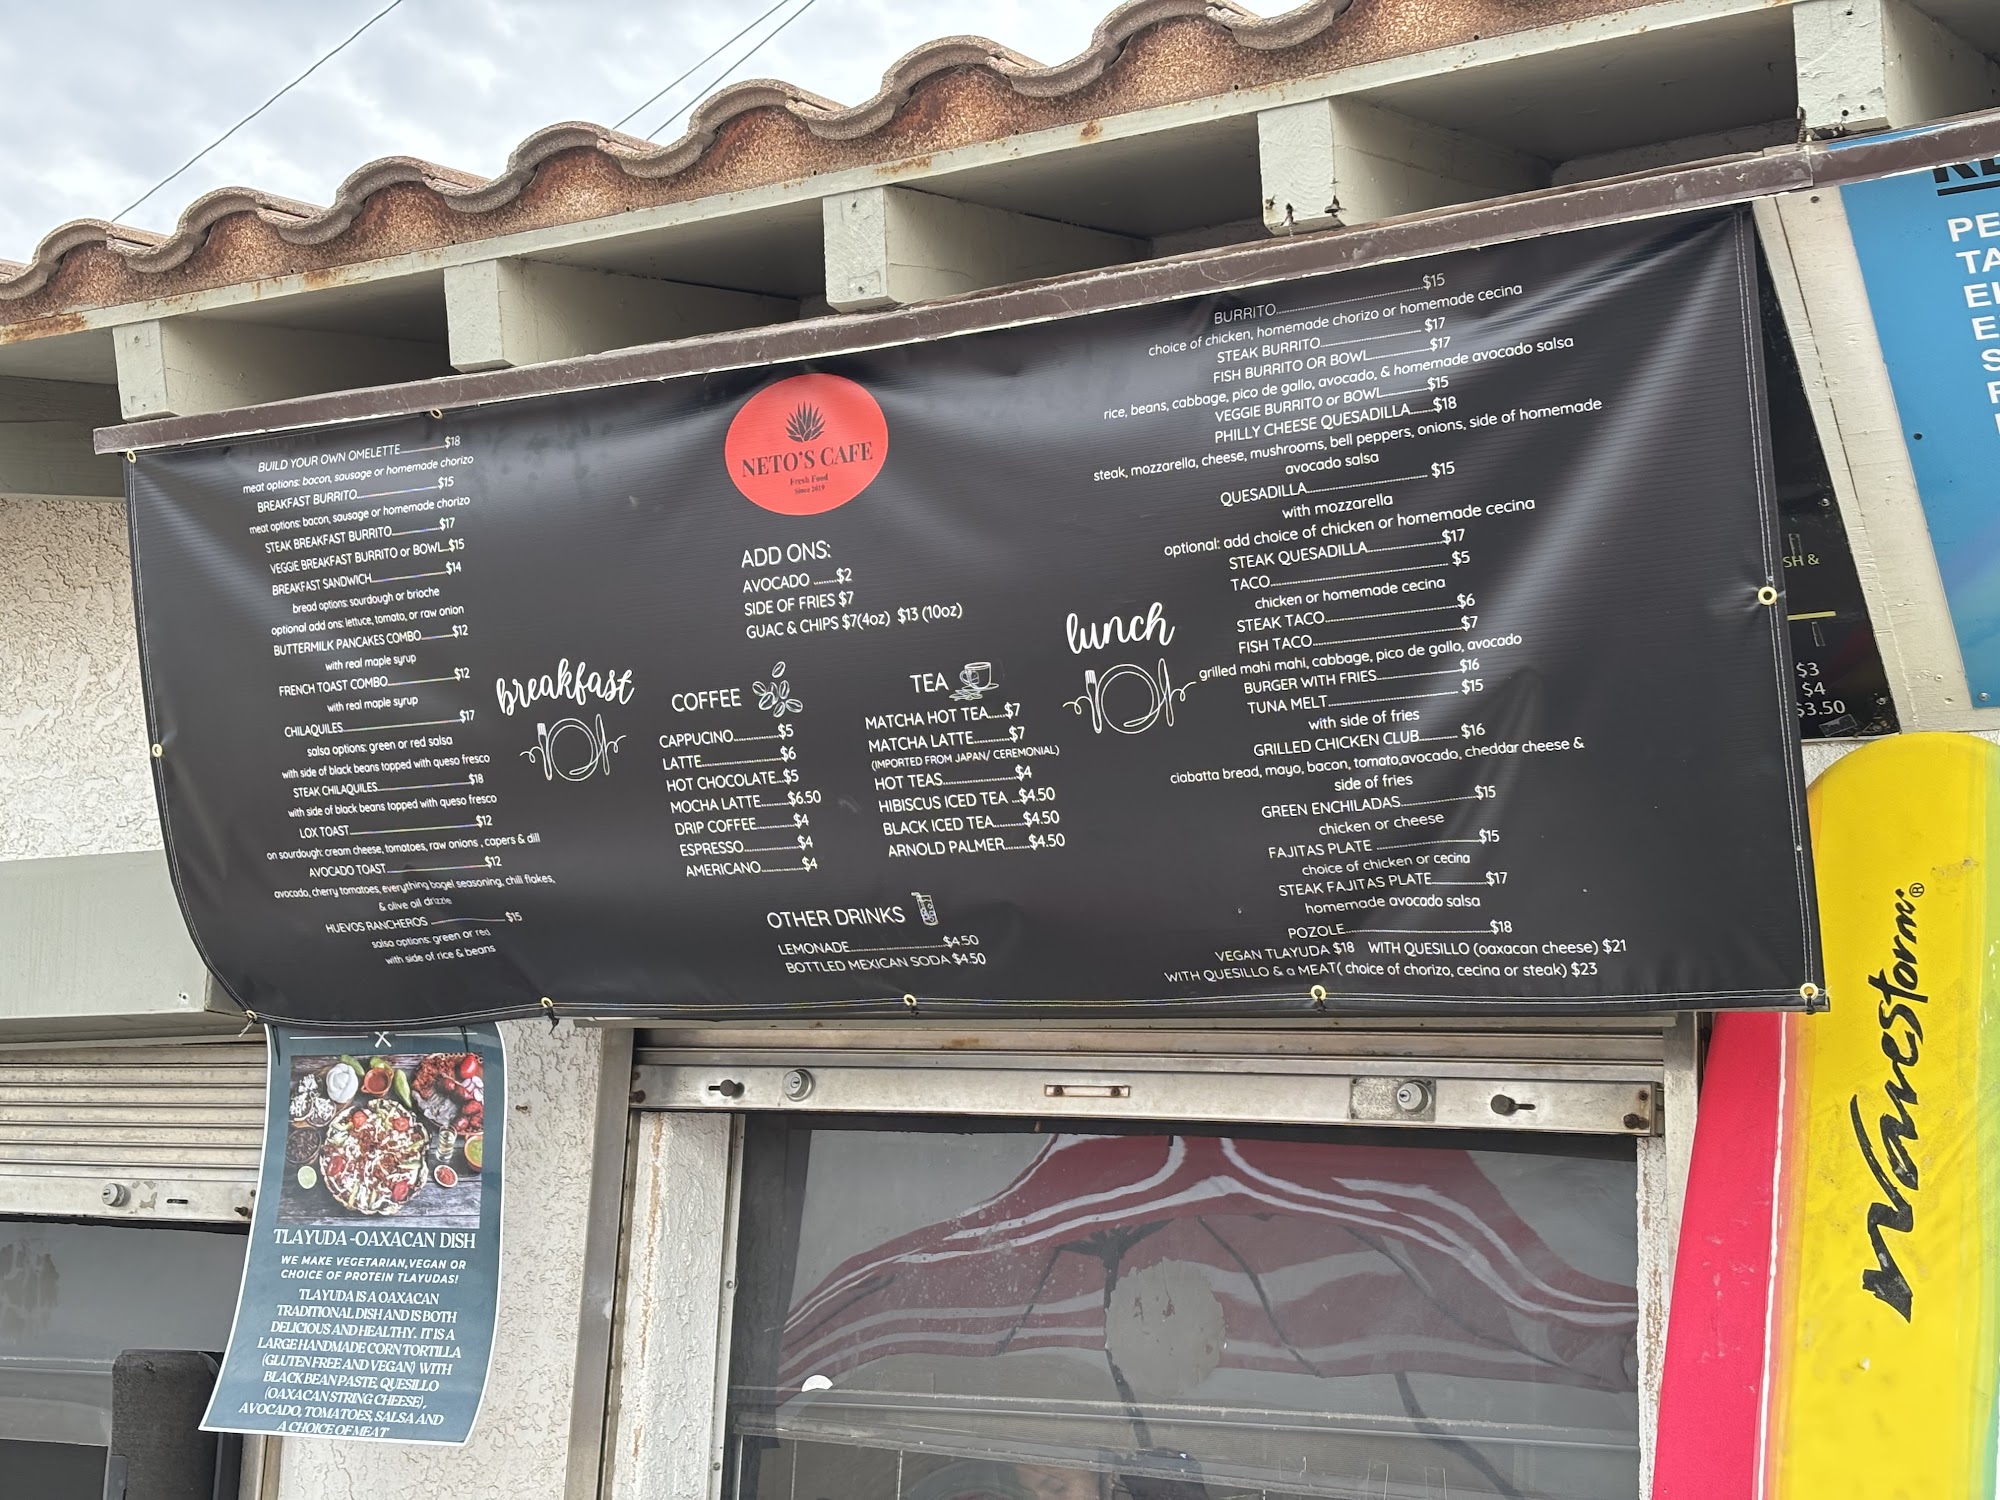 BUILD YOUR OWN OMELETTE..............$18
meat options: bacon, sausage or homemade chorizo
BREAKFAST BURRITO..............$15
meat options: bacon, sausage or homemade chorizo
STEAK BREAKFAST BURRITO..............$17
VEGGIE BREAKFAST BURRITO or BOWL...$15
BREAKFAST SANDWICH..............$14
bread options: sourdough or brioche
optional add ons: lettuce, tomato, or raw onion
BUTTERMILK PANCAKES COMBO..........$12
with real maple syrup
FRENCH TOAST COMBO..............$12
with real maple syrup
CHILAQUILES..............$17
salsa options: green or red salsa
with side of black beans topped with queso fresco
STEAK CHILAQUILES..............$18
with side of black beans topped with queso fresco
LOX TOAST..............$12
on sourdough: cream cheese, tomatoes, raw onions , capers & dill
AVOCADO TOAST..............$12
avocado, cherry tomatoes, everything bagel seasoning, chili flakes,
& olive oil drizzle
HUEVOS RANCHEROS ..............$15
salsa options: green or red
with side of rice & beans
breakfast
NETO'S CAFE
Fresh Food
Since 2019
ADD ONS:
AVOCADO ........$2
SIDE OF FRIES $7
GUAC & CHIPS $7(4oz) $13 (10oz)
COFFEE
CAPPUCINO..............$5
LATTE..............$6
HOT CHOCOLATE..$5
MOCHA LATTE........$6.50
DRIP COFFEE..........$4
ESPRESSO..............$4
AMERICANO..........$4
TEA
MATCHA HOT TEA.....$7
MATCHA LATTE..........$7
(IMPORTED FROM JAPAN/ CEREMONIAL)
HOT TEAS..............$4
HIBISCUS ICED TEA ...$4.50
BLACK ICED TEA........$4.50
ARNOLD PALMER......$4.50
OTHER DRINKS
LEMONADE..............$4.50
BOTTLED MEXICAN SODA $4.50
lunch
BURRITO..............$15
choice of chicken, homemade chorizo or homemade cecina
STEAK BURRITO..............$17
FISH BURRITO OR BOWL..............$17
rice, beans, cabbage, pico de gallo, avocado, & homemade avocado salsa
VEGGIE BURRITO or BOWL..............$15
PHILLY CHEESE QUESADILLA.......$18
steak, mozzarella, cheese, mushrooms, bell peppers, onions, side of homemade
avocado salsa
QUESADILLA.............. $15
with mozzarella
optional: add choice of chicken or homemade cecina
STEAK QUESADILLA..............$17
TACO.............. $5
chicken or homemade cecina
STEAK TACO..............$6
FISH TACO..............$7
grilled mahi mahi, cabbage, pico de gallo, avocado
BURGER WITH FRIES..............$16
TUNA MELT.............. $15
with side of fries
GRILLED CHICKEN CLUB.......... $16
ciabatta bread, mayo, bacon, tomato,avocado, cheddar cheese &
side of fries
GREEN ENCHILADAS..............$15
chicken or cheese
FAJITAS PLATE ..............$15
choice of chicken or cecina
STEAK FAJITAS PLATE..............$17
homemade avocado salsa
POZOLE..............$18
VEGAN TLAYUDA $18 WITH QUESILLO (oaxacan cheese) $21
WITH QUESILLO & a MEAT( choice of chorizo, cecina or steak) $23
TLAYUDA -OAXACAN DISH
WE MAKE VEGETARIAN,VEGAN OR
CHOICE OF PROTEIN TLAYUDAS!
TLAYUDA IS A OAXACAN
TRADITIONAL DISH AND IS BOTH
DELICIOUS AND HEALTHY. IT IS A
LARGE HANDMADE CORN TORTILLA
(GLUTEN FREE AND VEGAN) WITH
BLACK BEAN PASTE, QUESILLO
(OAXACAN STRING CHEESE),
AVOCADO, TOMATOES, SALSA AND
A CHOICE OF MEAT
SH &
$3
$4
$3.50
PE
TA
Wavestorm®